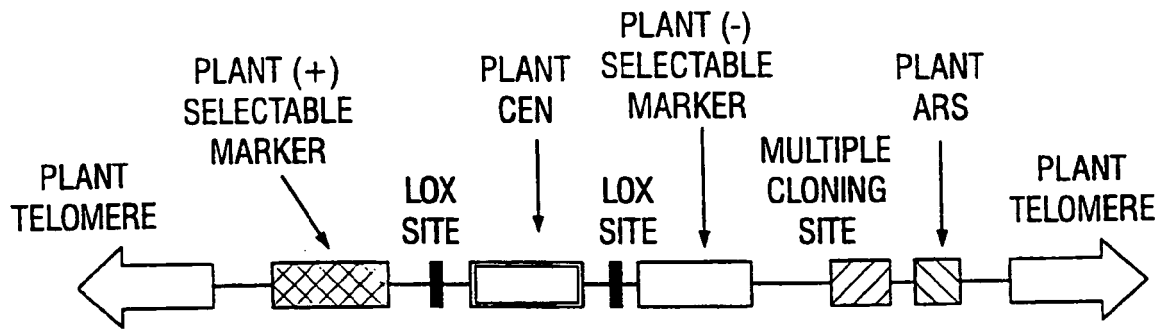 PLANT
TELOMERE
PLANT (+)
SELECTABLE
MARKER
LOX
SITE
PLANT
CEN
LOX
SITE
PLANT (-)
SELECTABLE
MARKER
MULTIPLE
CLONING
SITE
PLANT
ARS
PLANT
TELOMERE